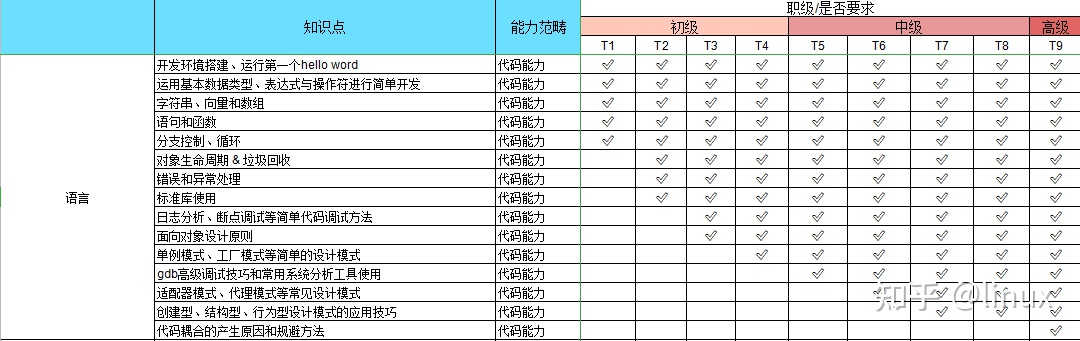 职级/是否要求
知识点 能力范畴 初级 中级 高级
T1 T2 T3 T4 T5 T6 T7 T8 T9
开发环境搭建、运行第一个hello word 代码能力
运用基本数据类型、表达式与操作符进行简单开发 代码能力
字符串、向量和数组 代码能力
语句和函数 代码能力
分支控制、循环 代码能力
对象生命周期 & 垃圾回收 代码能力
错误和异常处理 代码能力
语言 标准库使用 代码能力
日志分析、断点调试等简单代码调试方法 代码能力
面向对象设计原则 代码能力
单例模式、工厂模式等简单的设计模式 代码能力
gdb高级调试技巧和常用系统分析工具使用 代码能力
适配器模式、代理模式等常见设计模式 代码能力
创建型、结构型、行为型设计模式的应用技巧 代码能力
代码耦合的产生原因和规避方法 代码能力
知乎 @linux